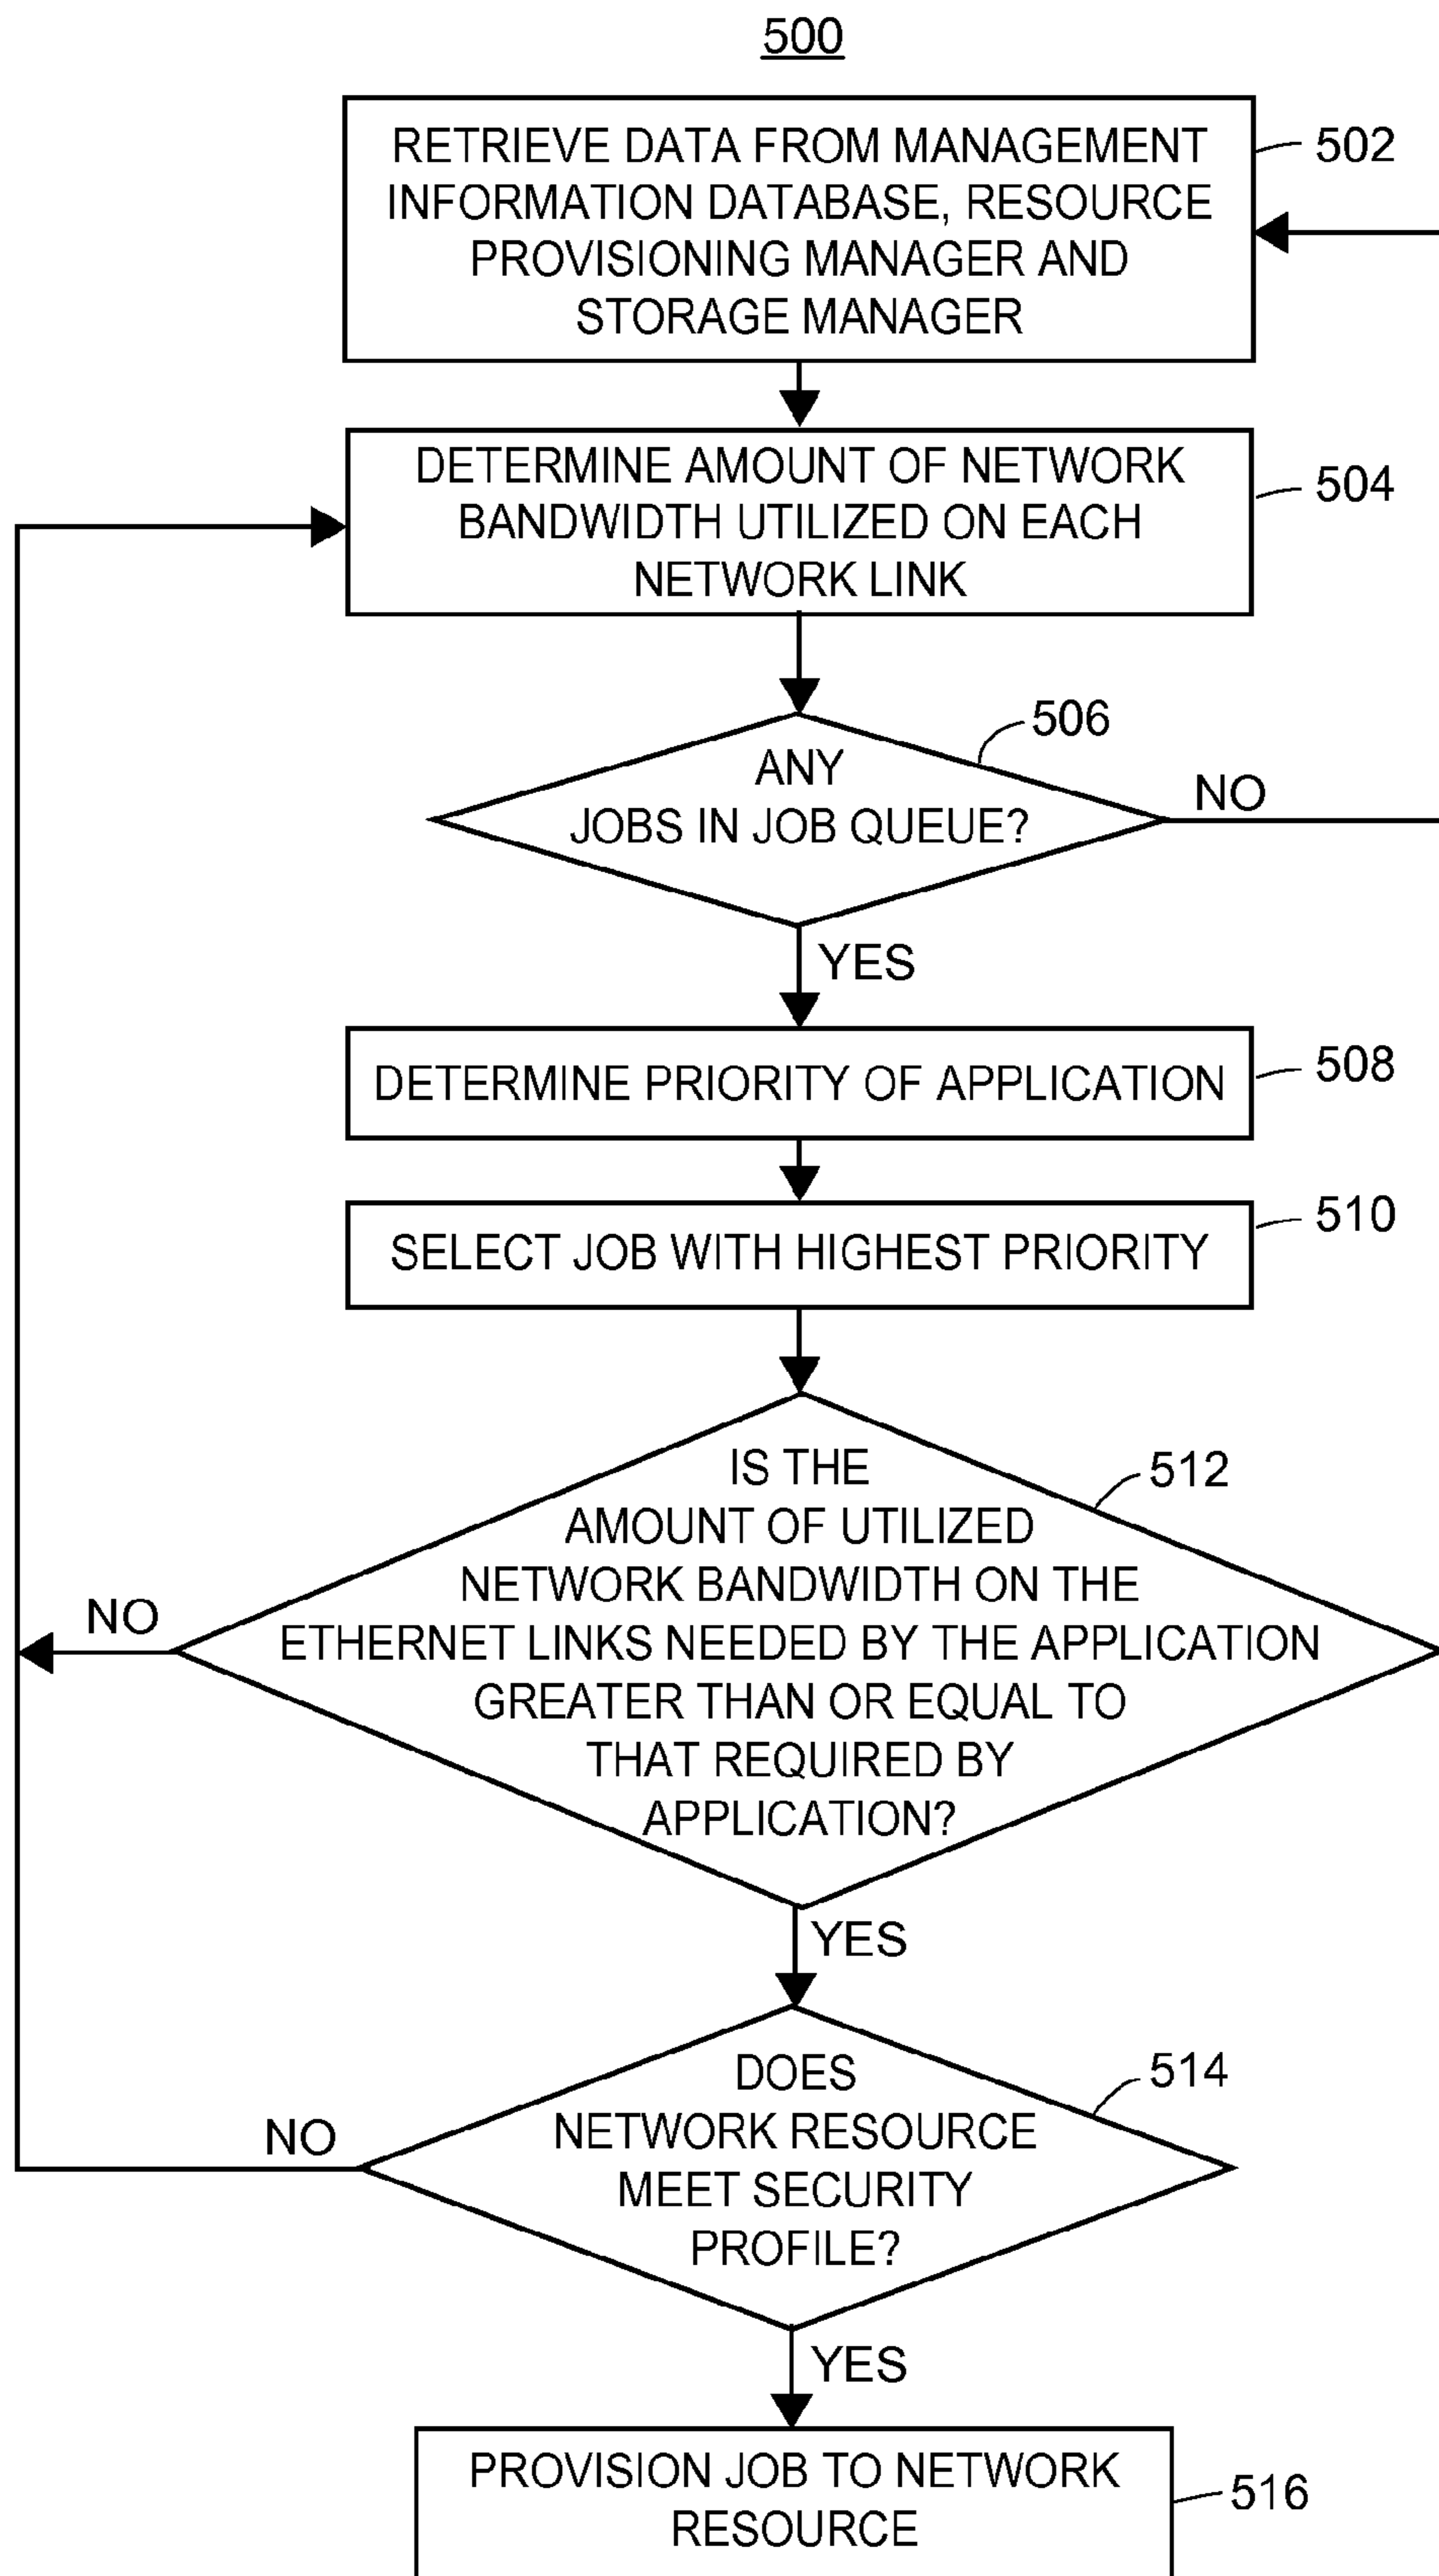 500
RETRIEVE DATA FROM MANAGEMENT
INFORMATION DATABASE, RESOURCE
PROVISIONING MANAGER AND
STORAGE MANAGER
502
DETERMINE AMOUNT OF NETWORK
BANDWIDTH UTILIZED ON EACH
NETWORK LINK
504
ANY
JOBS IN JOB QUEUE?
506
NO
YES
DETERMINE PRIORITY OF APPLICATION
508
SELECT JOB WITH HIGHEST PRIORITY
510
IS THE
AMOUNT OF UTILIZED
NETWORK BANDWIDTH ON THE
ETHERNET LINKS NEEDED BY THE APPLICATION
GREATER THAN OR EQUAL TO
THAT REQUIRED BY
APPLICATION?
512
NO
YES
DOES
NETWORK RESOURCE
MEET SECURITY
PROFILE?
514
NO
YES
PROVISION JOB TO NETWORK
RESOURCE
516